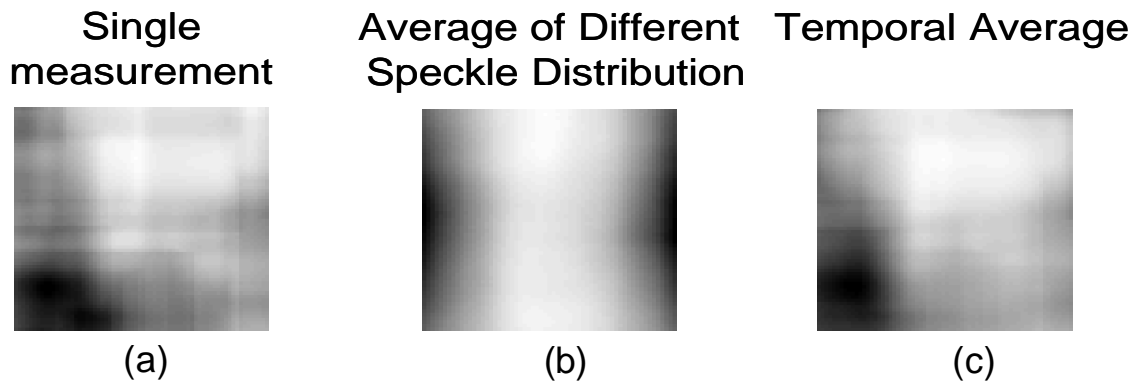 Single
measurement
Average of Different
Speckle Distribution
Temporal Average
(a)
(b)
(c)